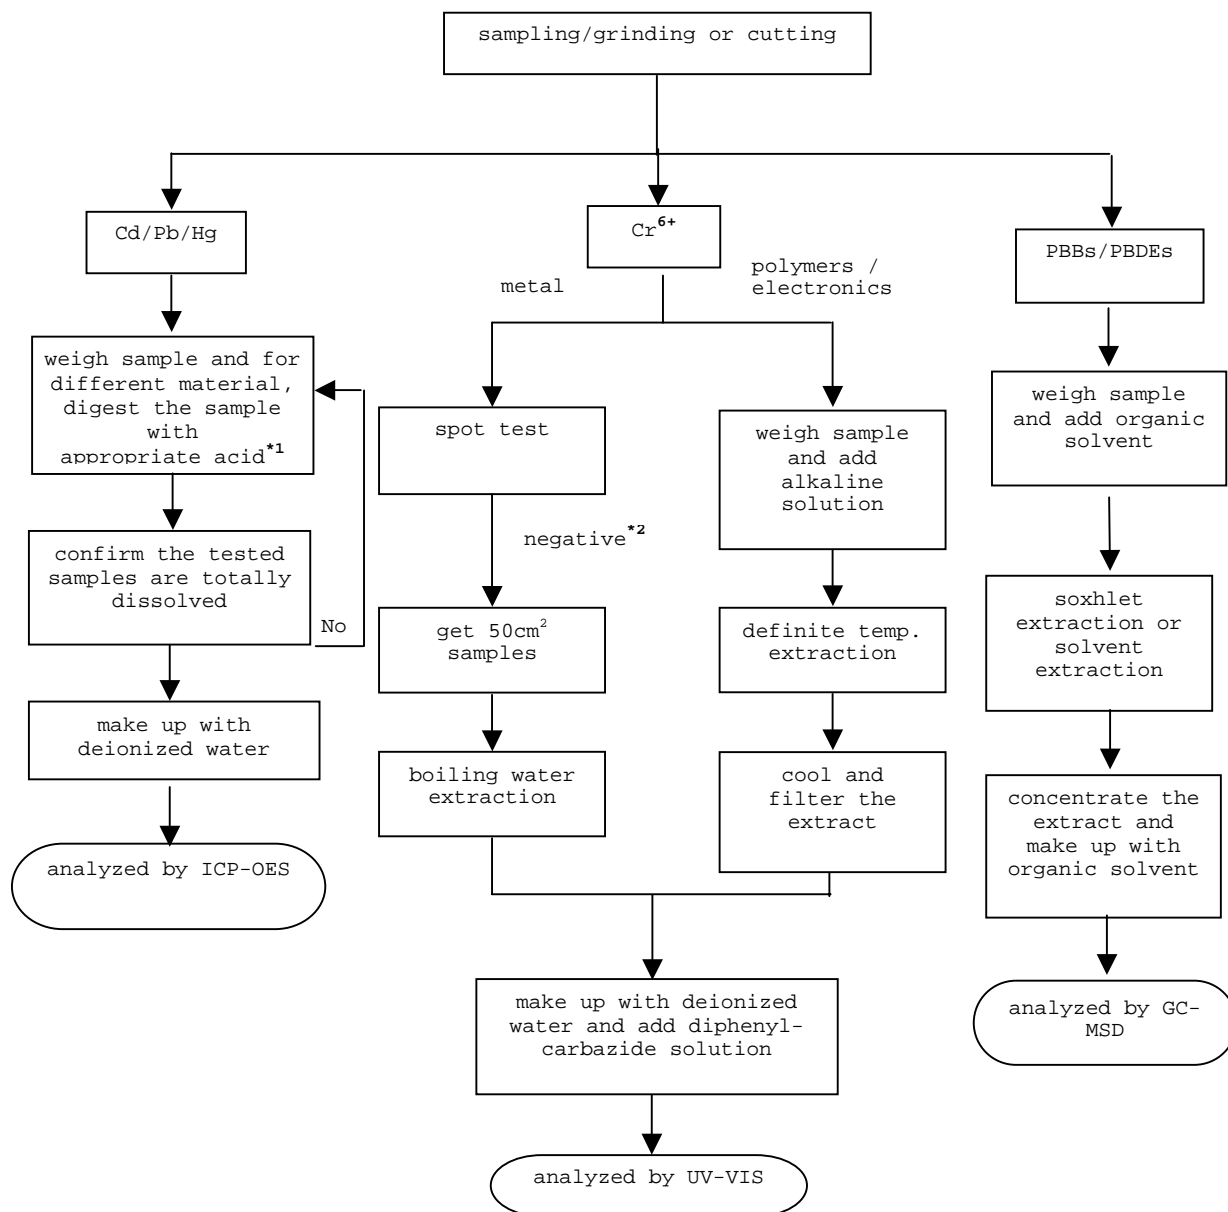 sampling/grinding or cutting
Cd/Pb/Hg
Cr6+
PBBs/PBDEs
metal
polymers /
electronics
weigh sample and for
different material,
digest the sample
with
appropriate acid*1
spot test
weigh sample
and add
alkaline
solution
weigh sample
and add organic
solvent
confirm the tested
samples are totally
dissolved
No
negative*2
get 50cm2
samples
definite temp.
extraction
soxhlet
extraction or
solvent
extraction
make up with
deionized water
boiling water
extraction
cool and
filter the
extract
concentrate the
extract and
make up with
organic solvent
analyzed by ICP-OES
make up with deionized
water and add diphenyl-
carbazide solution
analyzed by GC-
MSD
analyzed by UV-VIS